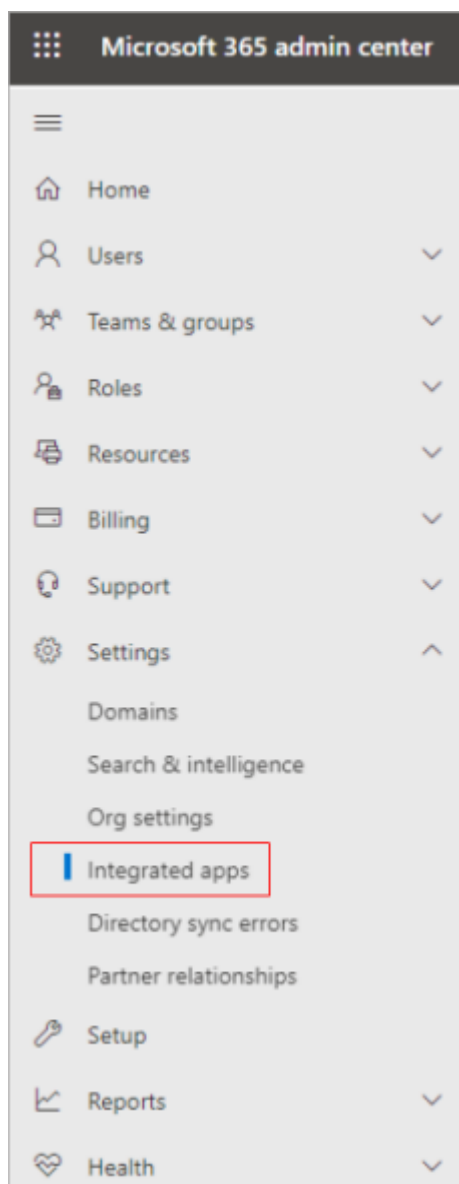 Microsoft 365 admin center
Home
Users
Teams & groups
Roles
Resources
Billing
Support
Settings
Domains
Search & intelligence
Org settings
Integrated apps
Directory sync errors
Partner relationships
Setup
Reports
Health